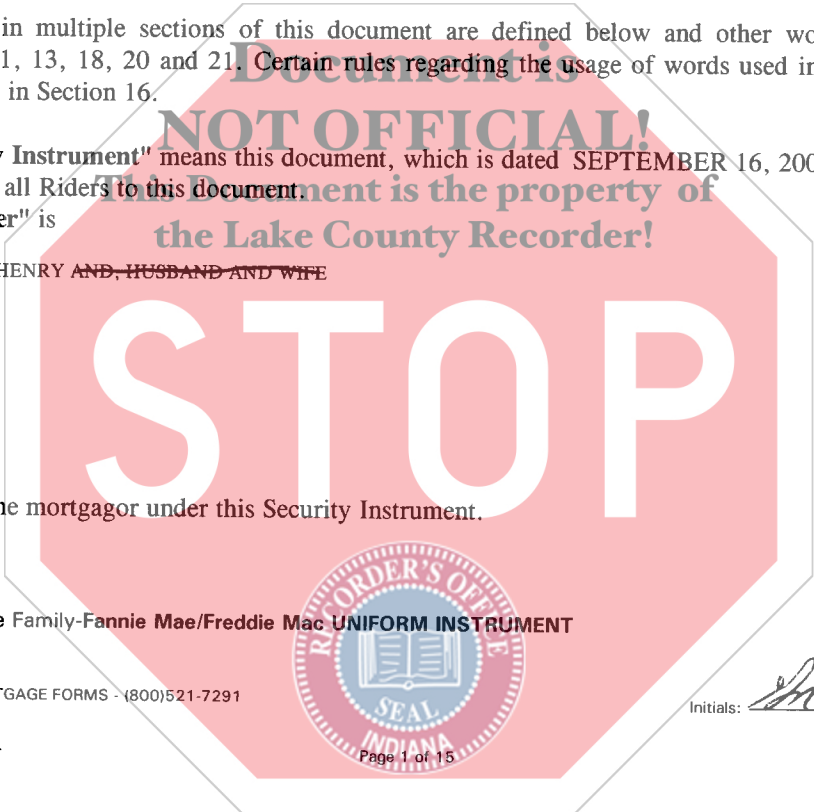 in multiple sections of this document are defined below and other wo
1, 13, 18, 20 and 21. Certain rules regarding the usage of words used in
in Section 16.
Document is
NOT OFFICIAL!
This Document is the property of
the Lake County Recorder!
y Instrument" means this document, which is dated SEPTEMBER 16, 200
all Riders to this document.
er" is
HENRY AND, HUSBAND AND WIFE
STOP
ne mortgagor under this Security Instrument.
e Family-Fannie Mae/Freddie Mac UNIFORM INSTRUMENT
TGAGE FORMS - (800)521-7291
Initials:
RECORDER'S OFFICE
SEAL
INDIANA
Page 1 of 15